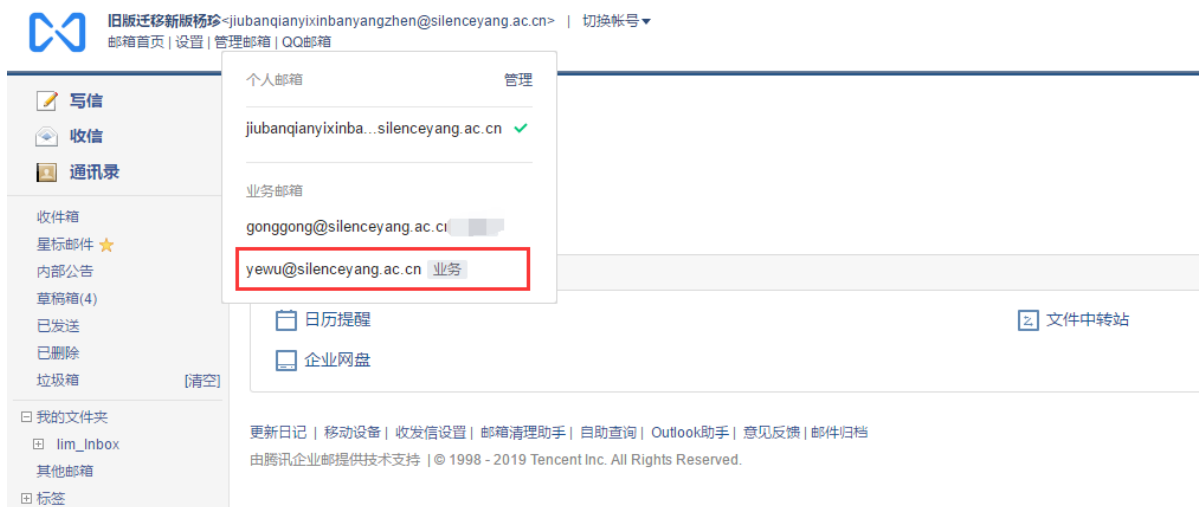 旧版迁移新版杨珍<jiubanqianyixinbanyangzhen@silenceyang.ac.cn> | 切换帐号▾
邮箱首页 | 设置 | 管理邮箱 | QQ邮箱
个人邮箱 管理
jiubanqianyixinba...silenceyang.ac.cn
业务邮箱
gonggong@silenceyang.ac.cn
yewu@silenceyang.ac.cn 业务
写信
收信
通讯录
收件箱
星标邮件
内部公告
草稿箱(4)
已发送
已删除
垃圾箱 [清空]
我的文件夹
lim_Inbox
其他邮箱
标签
日历提醒
文件中转站
企业网盘
更新日记 | 移动设备 | 收发信设置 | 邮箱清理助手 | 自助查询 | Outlook助手 | 意见反馈 | 邮件归档
由腾讯企业邮提供技术支持 | © 1998 - 2019 Tencent Inc. All Rights Reserved.